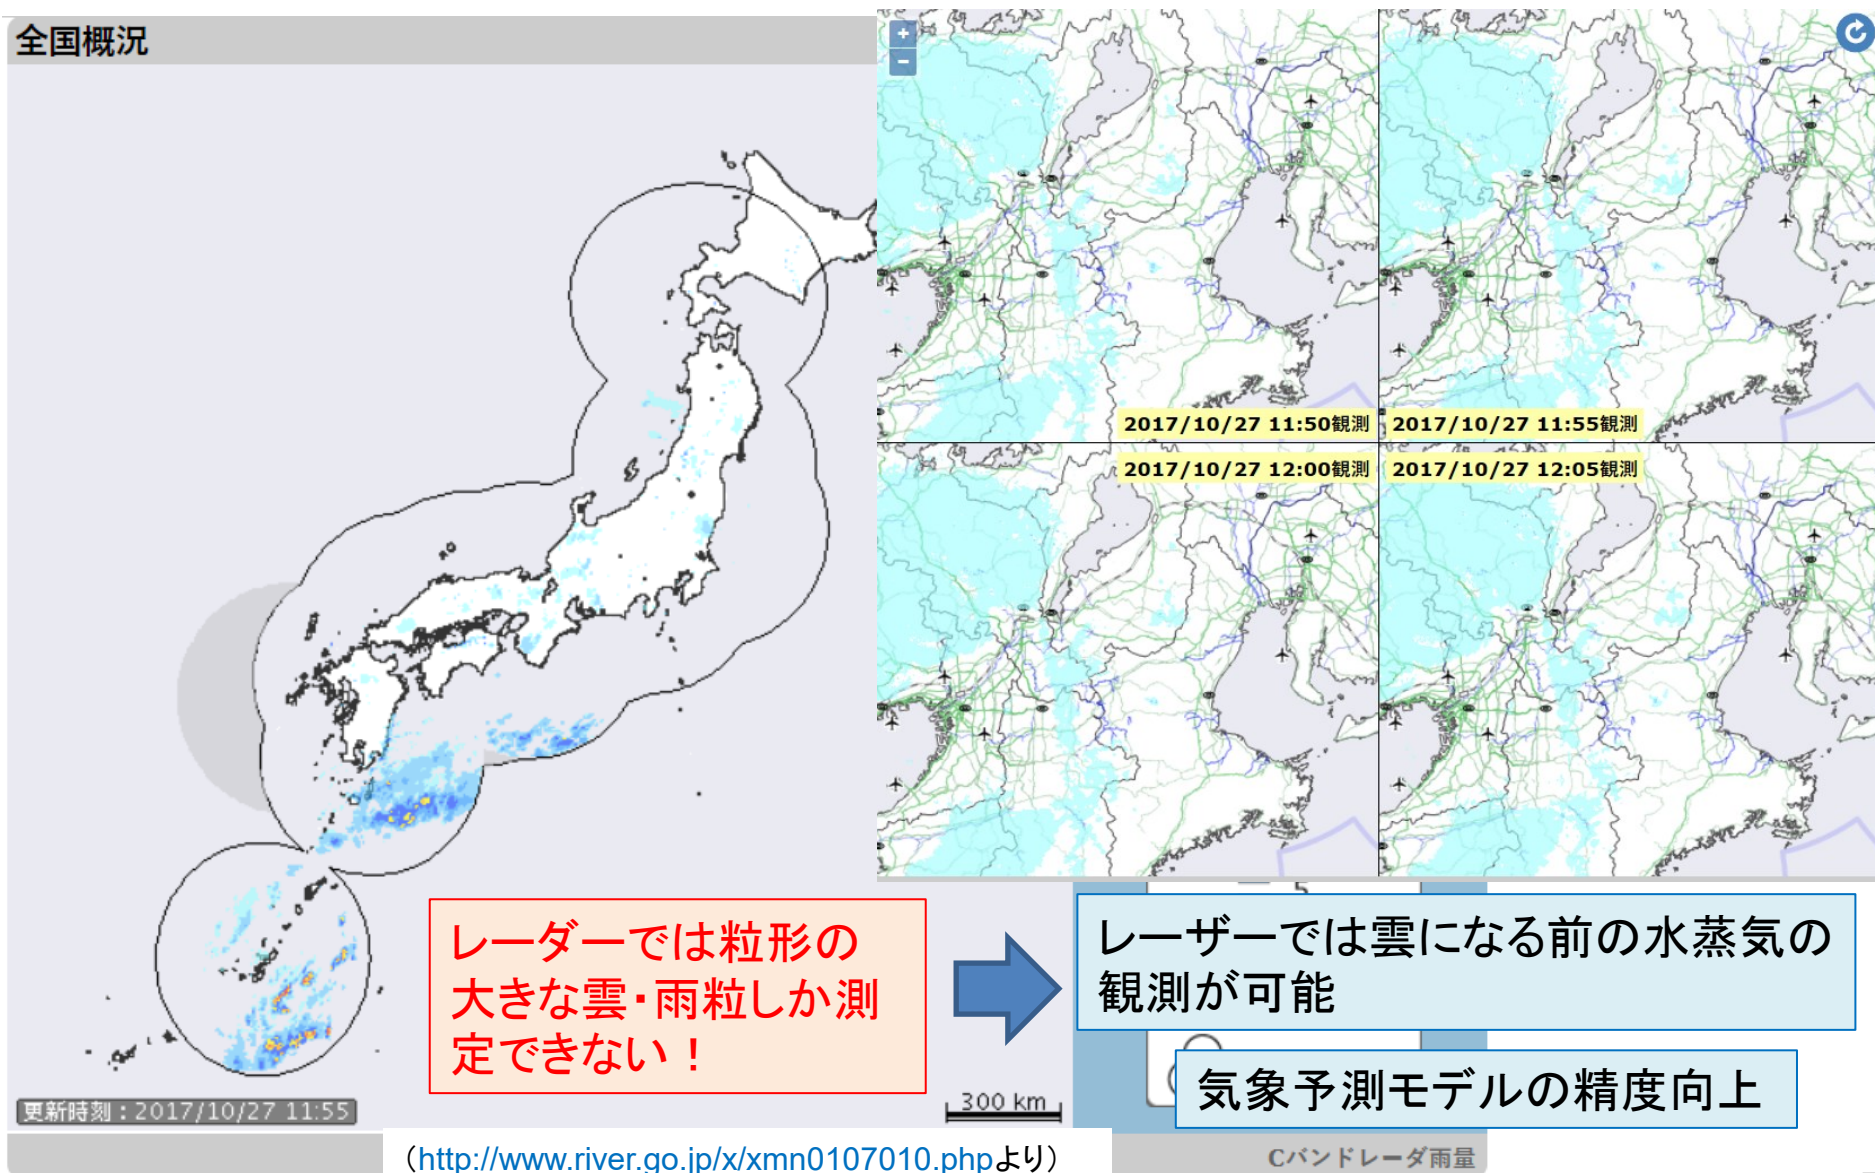 全国概況
+
−
2017/10/27 11:50観測
2017/10/27 11:55観測
2017/10/27 12:00観測
2017/10/27 12:05観測
レーダーでは粒形の
大きな雲・雨粒しか測
定できない！
レーザーでは雲になる前の水蒸気の
観測が可能
気象予測モデルの精度向上
更新時刻：2017/10/27 11:55
300 km
（http://www.river.go.jp/x/xmn0107010.phpより）
Cバンドレーダ雨量